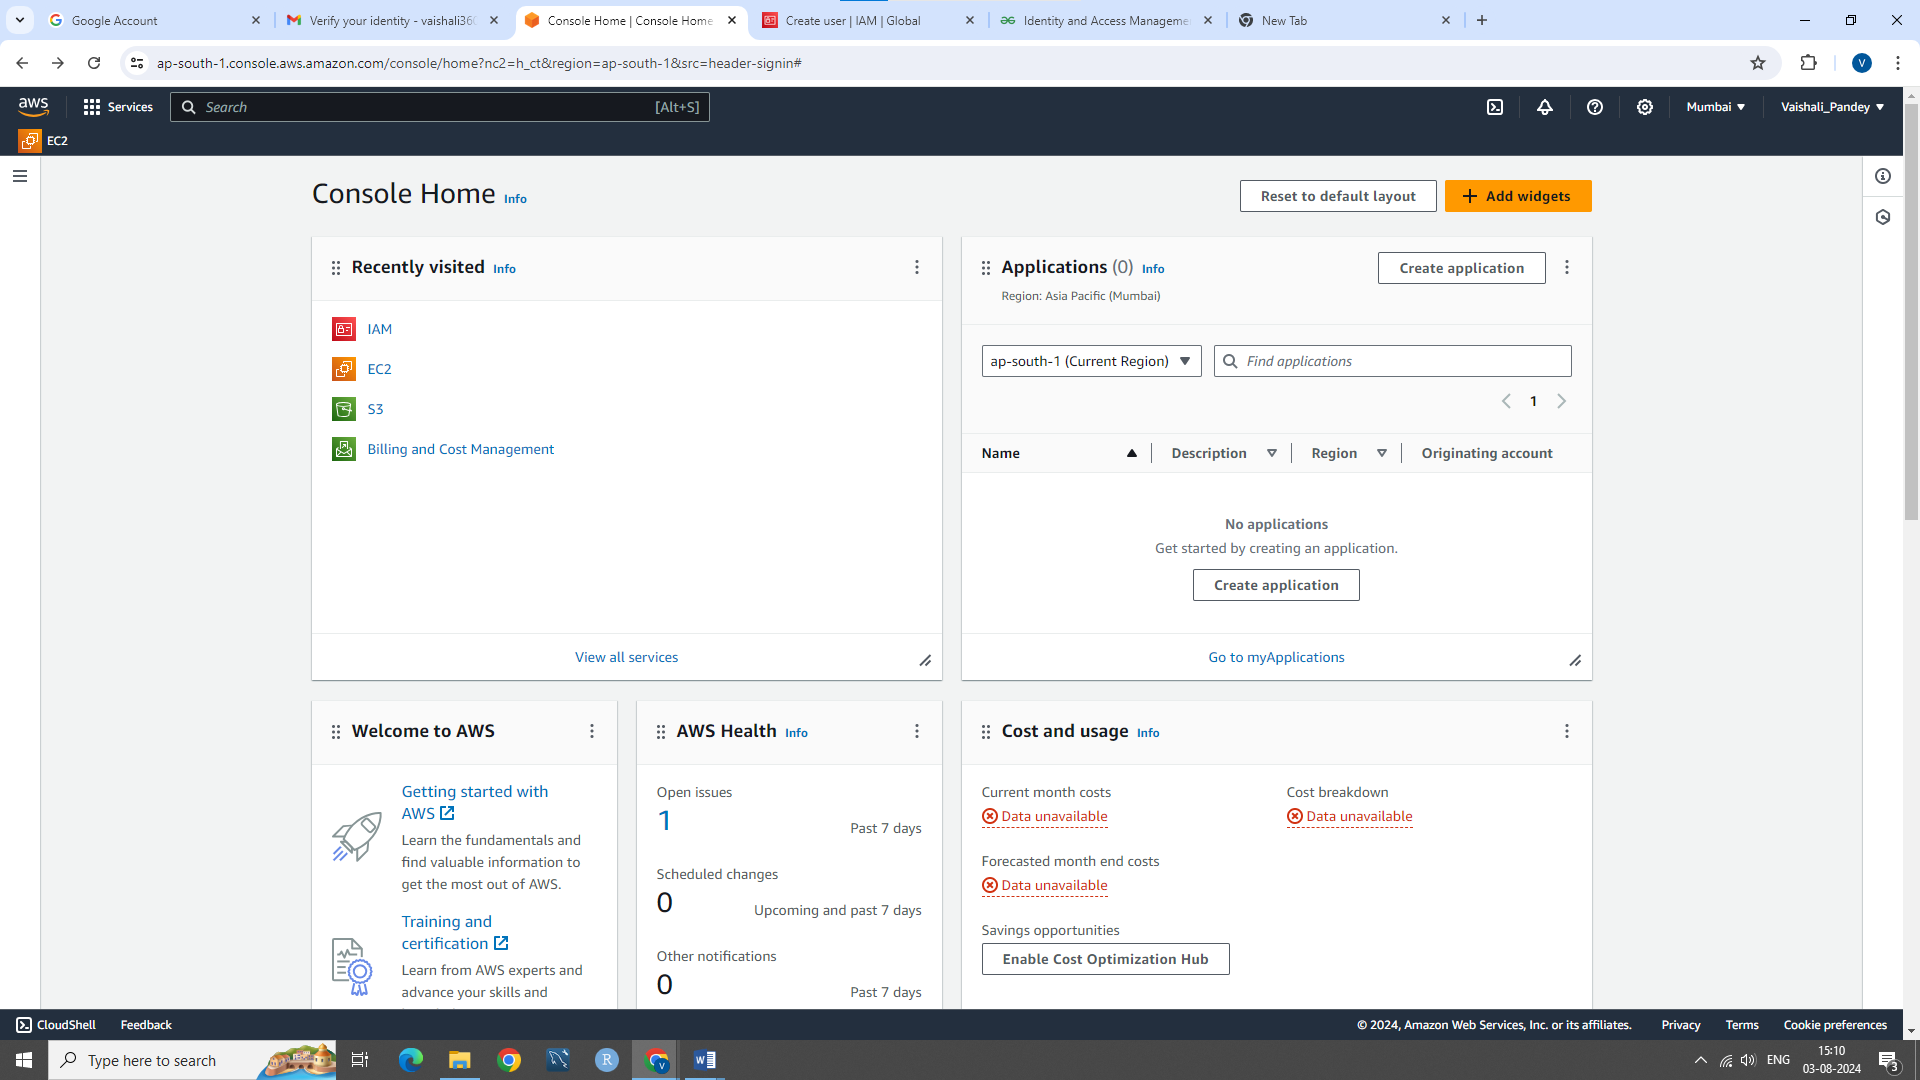 Google Account
Verify your identity - vaishali360
Console Home | Console Home
Create user | IAM | Global
Identity and Access Manageme
New Tab
ap-south-1.console.aws.amazon.com/console/home?nc2=h_ct&region=ap-south-1&src=header-signin#
V
aws
Services
Search
[Alt+S]
Mumbai
Vaishali_Pandey
EC2
Console Home Info
Reset to default layout
Add widgets
Recently visited Info
IAM
EC2
S3
Billing and Cost Management
View all services
Applications (0) Info
Region: Asia Pacific (Mumbai)
Create application
ap-south-1 (Current Region)
Find applications
1
Name
Description
Region
Originating account
No applications
Get started by creating an application.
Create application
Go to myApplications
Welcome to AWS
Getting started with
AWS
Learn the fundamentals and
find valuable information to
get the most out of AWS.
Training and
certification
Learn from AWS experts and
advance your skills and
AWS Health Info
Open issues
1
Past 7 days
Scheduled changes
0
Upcoming and past 7 days
Other notifications
0
Past 7 days
Cost and usage Info
Current month costs
Data unavailable
Cost breakdown
Data unavailable
Forecasted month end costs
Data unavailable
Savings opportunities
Enable Cost Optimization Hub
CloudShell
Feedback
© 2024, Amazon Web Services, Inc. or its affiliates.
Privacy
Terms
Cookie preferences
Type here to search
R
V
W
ENG
15:10
03-08-2024
3